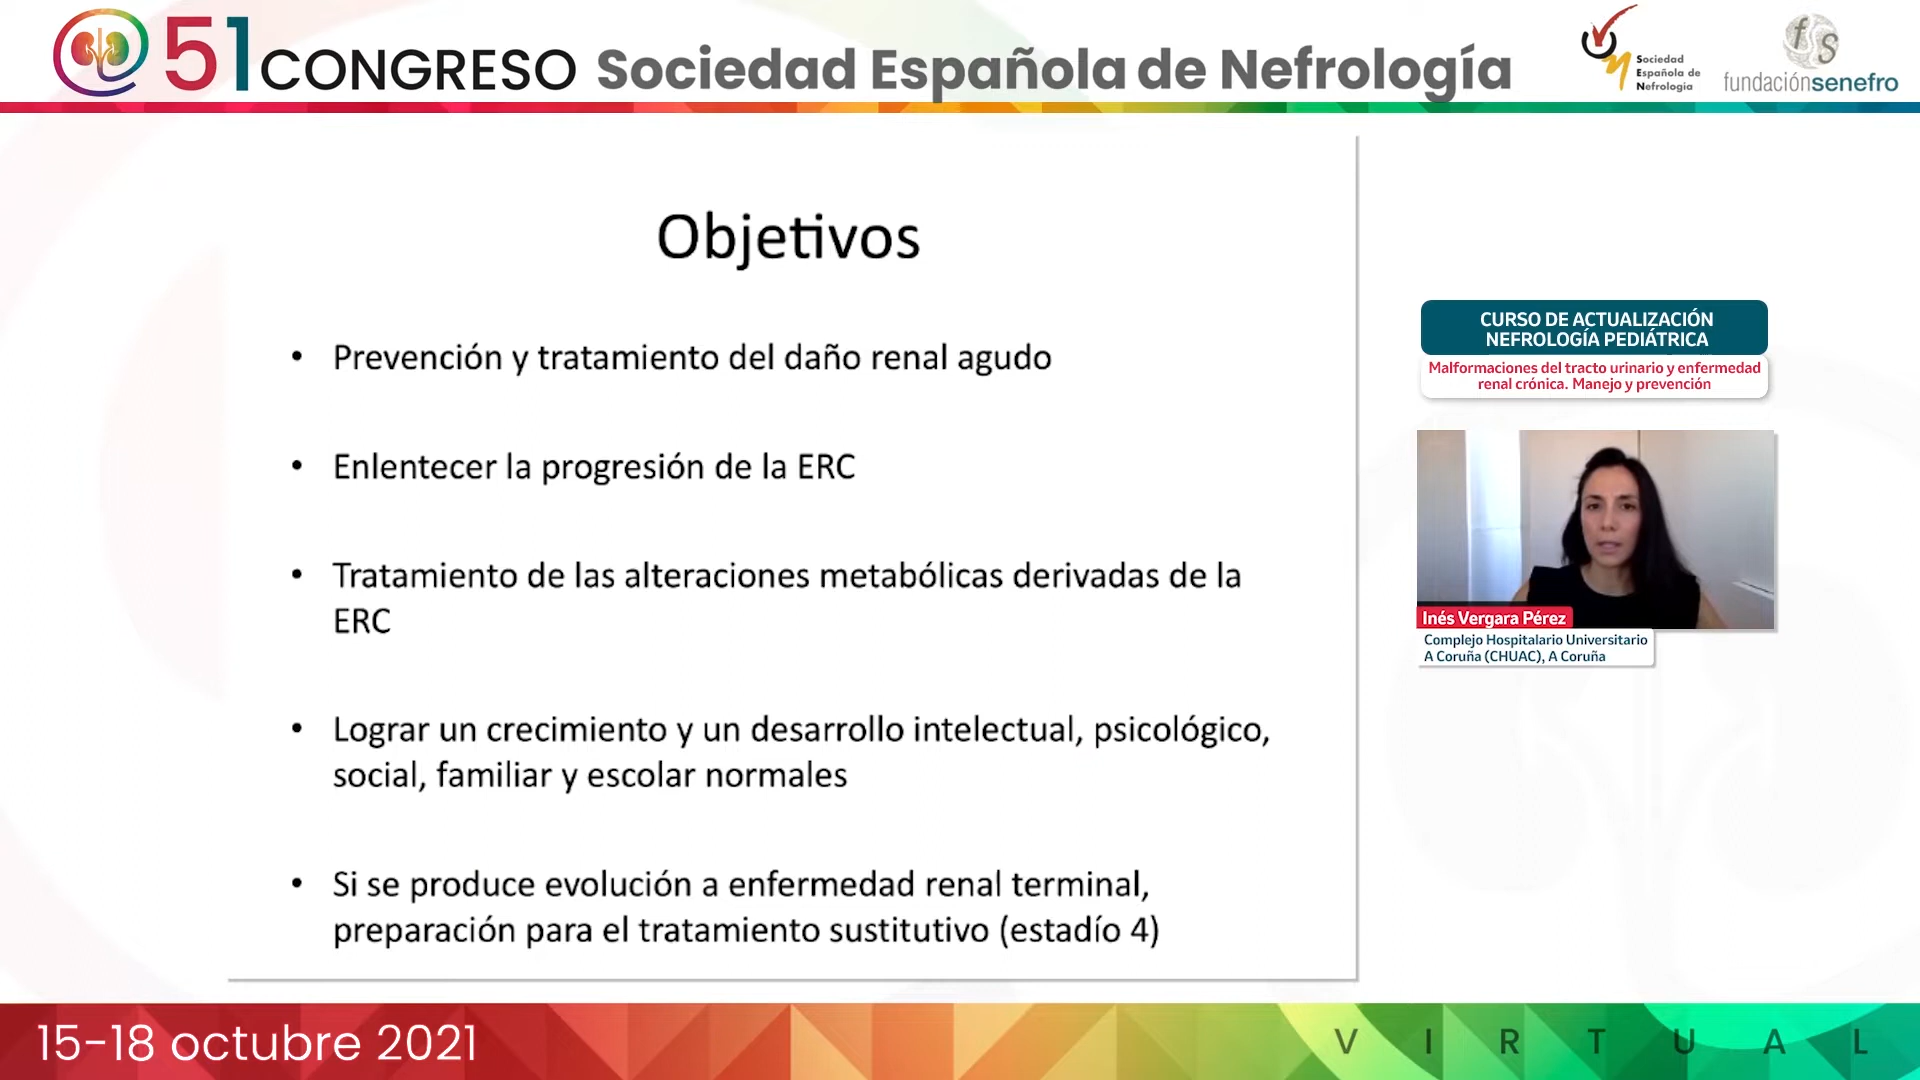 51 CONGRESO Sociedad Española de Nefrología
Sociedad
Española de
Nefrología
fs
fundaciónsenefro
Objetivos
• Prevención y tratamiento del daño renal agudo
• Enlentecer la progresión de la ERC
• Tratamiento de las alteraciones metabólicas derivadas de la
ERC
• Lograr un crecimiento y un desarrollo intelectual, psicológico,
social, familiar y escolar normales
• Si se produce evolución a enfermedad renal terminal,
preparación para el tratamiento sustitutivo (estadío 4)
CURSO DE ACTUALIZACIÓN
NEFROLOGÍA PEDIÁTRICA
Malformaciones del tracto urinario y enfermedad
renal crónica. Manejo y prevención
Inés Vergara Pérez
Complejo Hospitalario Universitario
A Coruña (CHUAC), A Coruña
15-18 octubre 2021
VIRTUAL